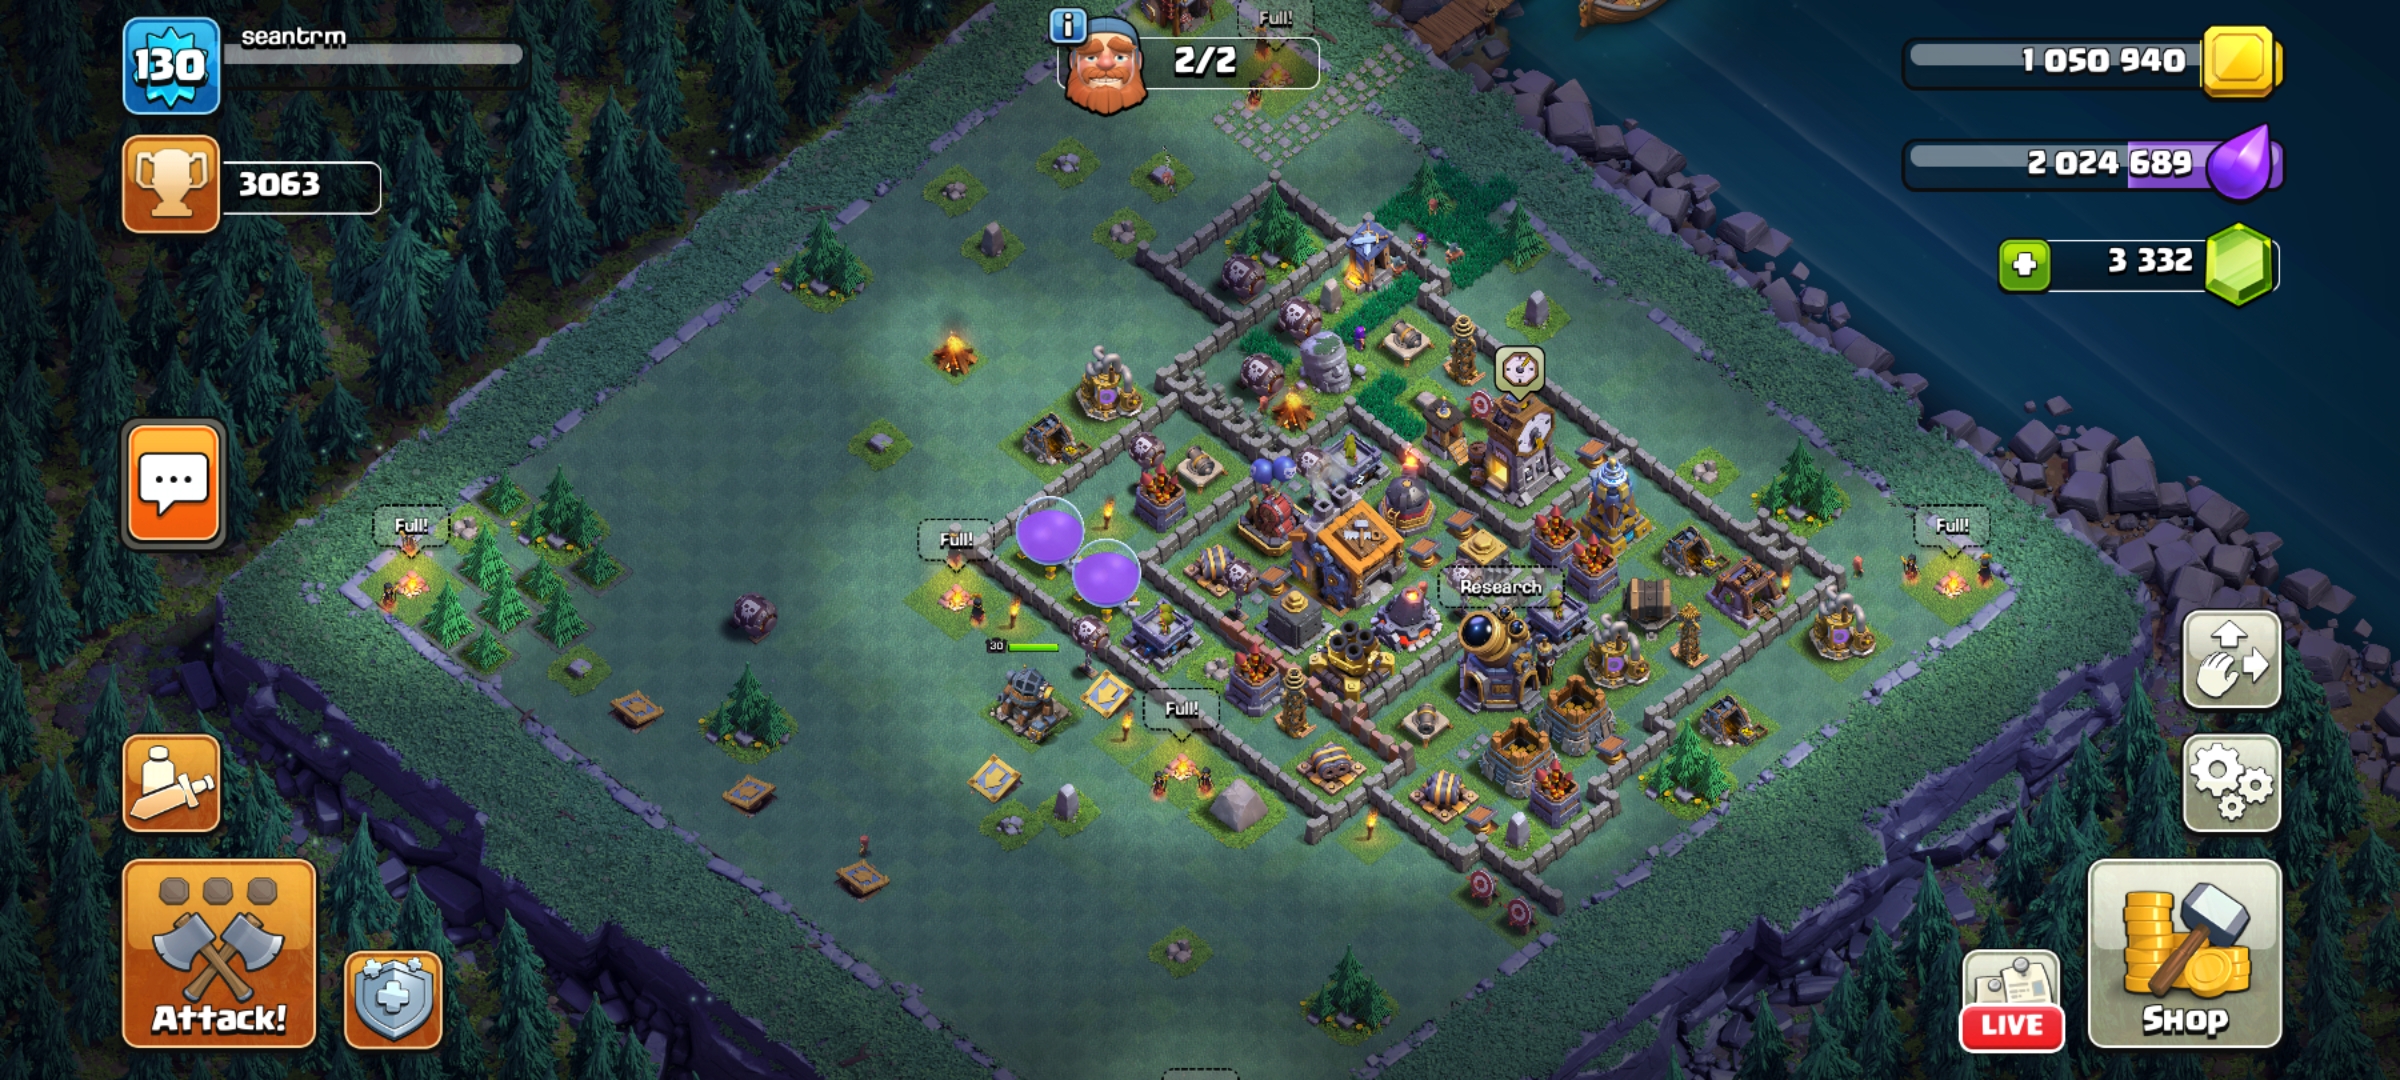 130
seantrm
3063
i
2/2
Full!
1 050 940
2 024 689
3 332
Full!
Full!
Full!
Full!
Research
z
30
Attack!
LIVE
SHOP